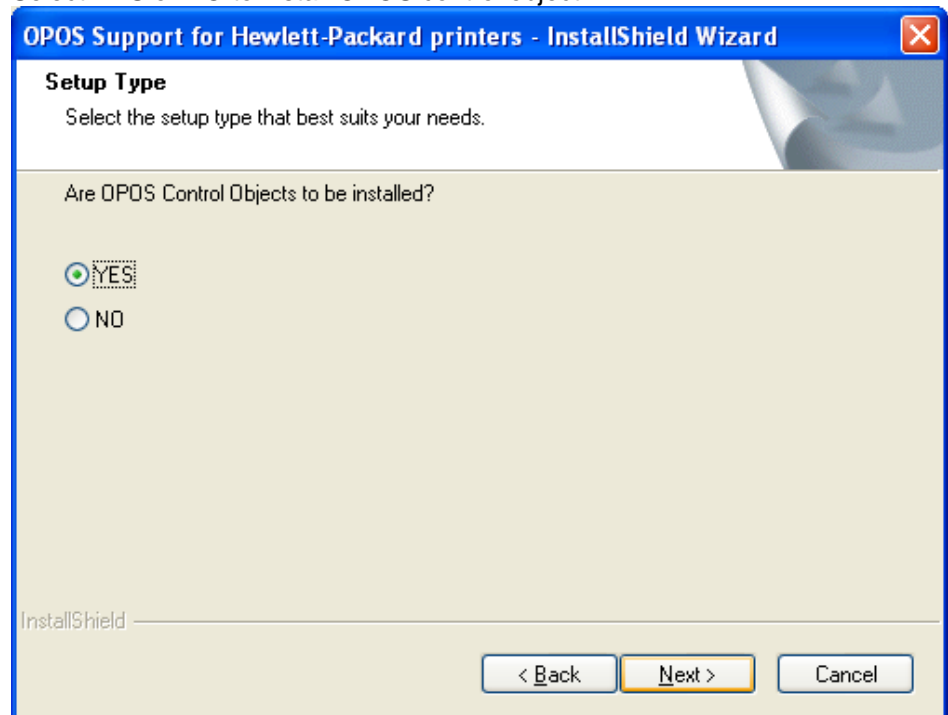 OPOS Support for Hewlett-Packard printers - InstallShield Wizard
Setup Type
Select the setup type that best suits your needs.
Are OPOS Control Objects to be installed?
YES
NO
InstallShield
< Back Next > Cancel